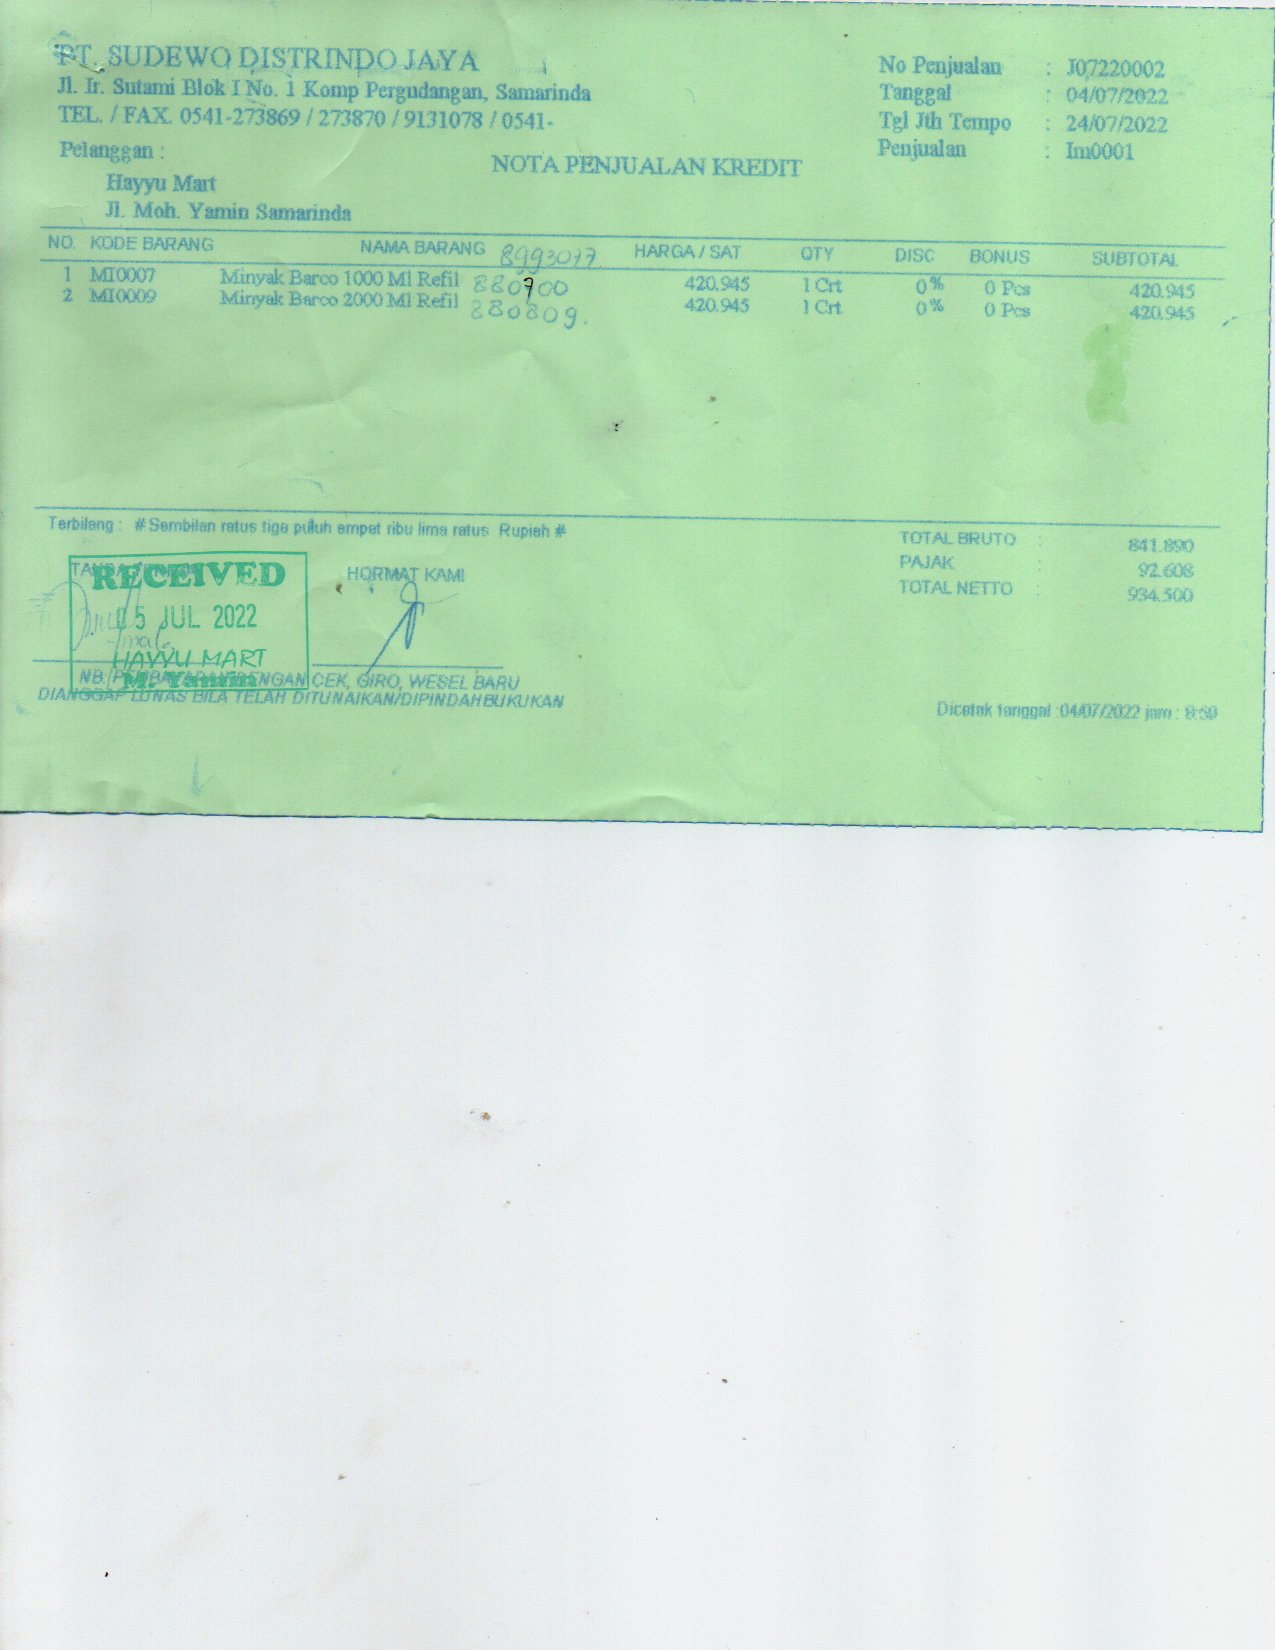 PT. SUDEWO DISTRINDO JAYA
Jl. Ir. Sutami Blok I No. 1 Komp Pergudangan, Samarinda
TEL. / FAX. 0541-273869 / 273870 / 9131078 / 0541-
No Penjualan : J07220002
Tanggal : 04/07/2022
Tgl Jth Tempo : 24/07/2022
Penjualan : Im0001
Pelanggan :
Hayyu Mart
Jl. Moh. Yamin Samarinda
NOTA PENJUALAN KREDIT
NO. KODE BARANG NAMA BARANG 8993077 HARGA / SAT QTY DISC BONUS SUBTOTAL
1 MI0007 Minyak Barco 1000 Ml Refil 880700 420.945 1 Crt 0 % 0 Pcs 420.945
2 MI0009 Minyak Barco 2000 Ml Refil 880809. 420.945 1 Crt 0 % 0 Pcs 420.945
Terbilang : # Sembilan ratus tiga puluh empat ribu lima ratus Rupiah #
TOTAL BRUTO : 841.890
PAJAK : 92.608
TOTAL NETTO : 934.500
HORMAT KAMI
RECEIVED
05 JUL 2022
HAYYU MART
M. Yamin
NB. PEMBAYARAN DENGAN CEK, GIRO, WESEL BARU
DIANGGAP LUNAS BILA TELAH DITUNAIKAN/DIPINDAHBUKUKAN
Dicetak tanggal :04/07/2022 jam :